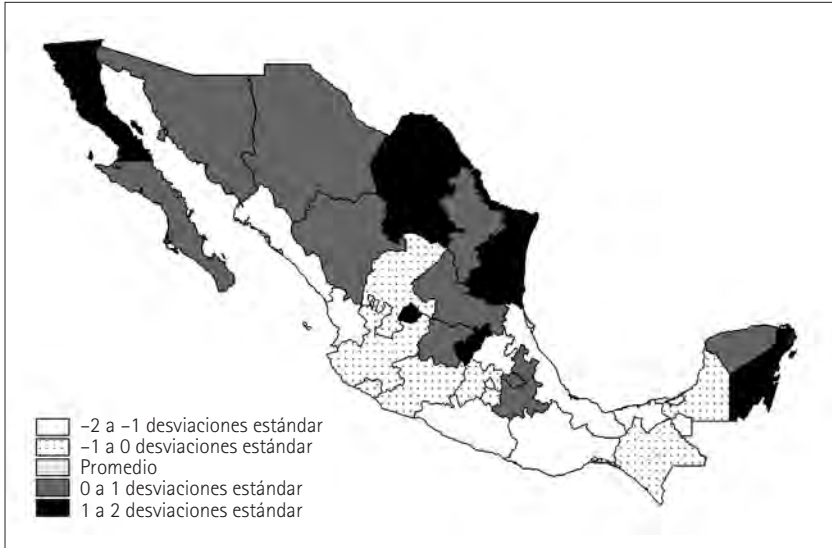 −2 a −1 desviaciones estándar
−1 a 0 desviaciones estándar
Promedio
0 a 1 desviaciones estándar
1 a 2 desviaciones estándar